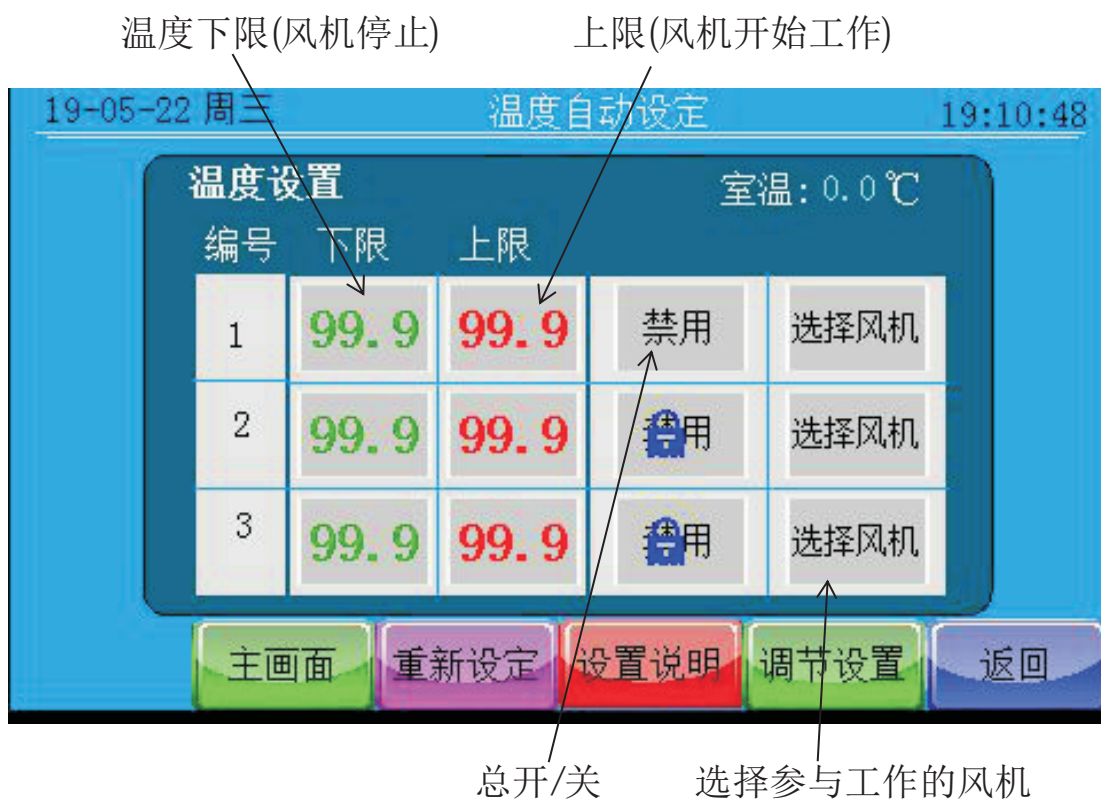 温度下限(风机停止) 上限(风机开始工作)
19-05-22 周三 温度自动设定 19:10:48
温度设置 室温:0.0℃
编号 下限 上限
1 99.9 99.9 禁用 选择风机
2 99.9 99.9 禁用 选择风机
3 99.9 99.9 禁用 选择风机
主画面 重新设定 设置说明 调节设置 返回
总开/关 选择参与工作的风机